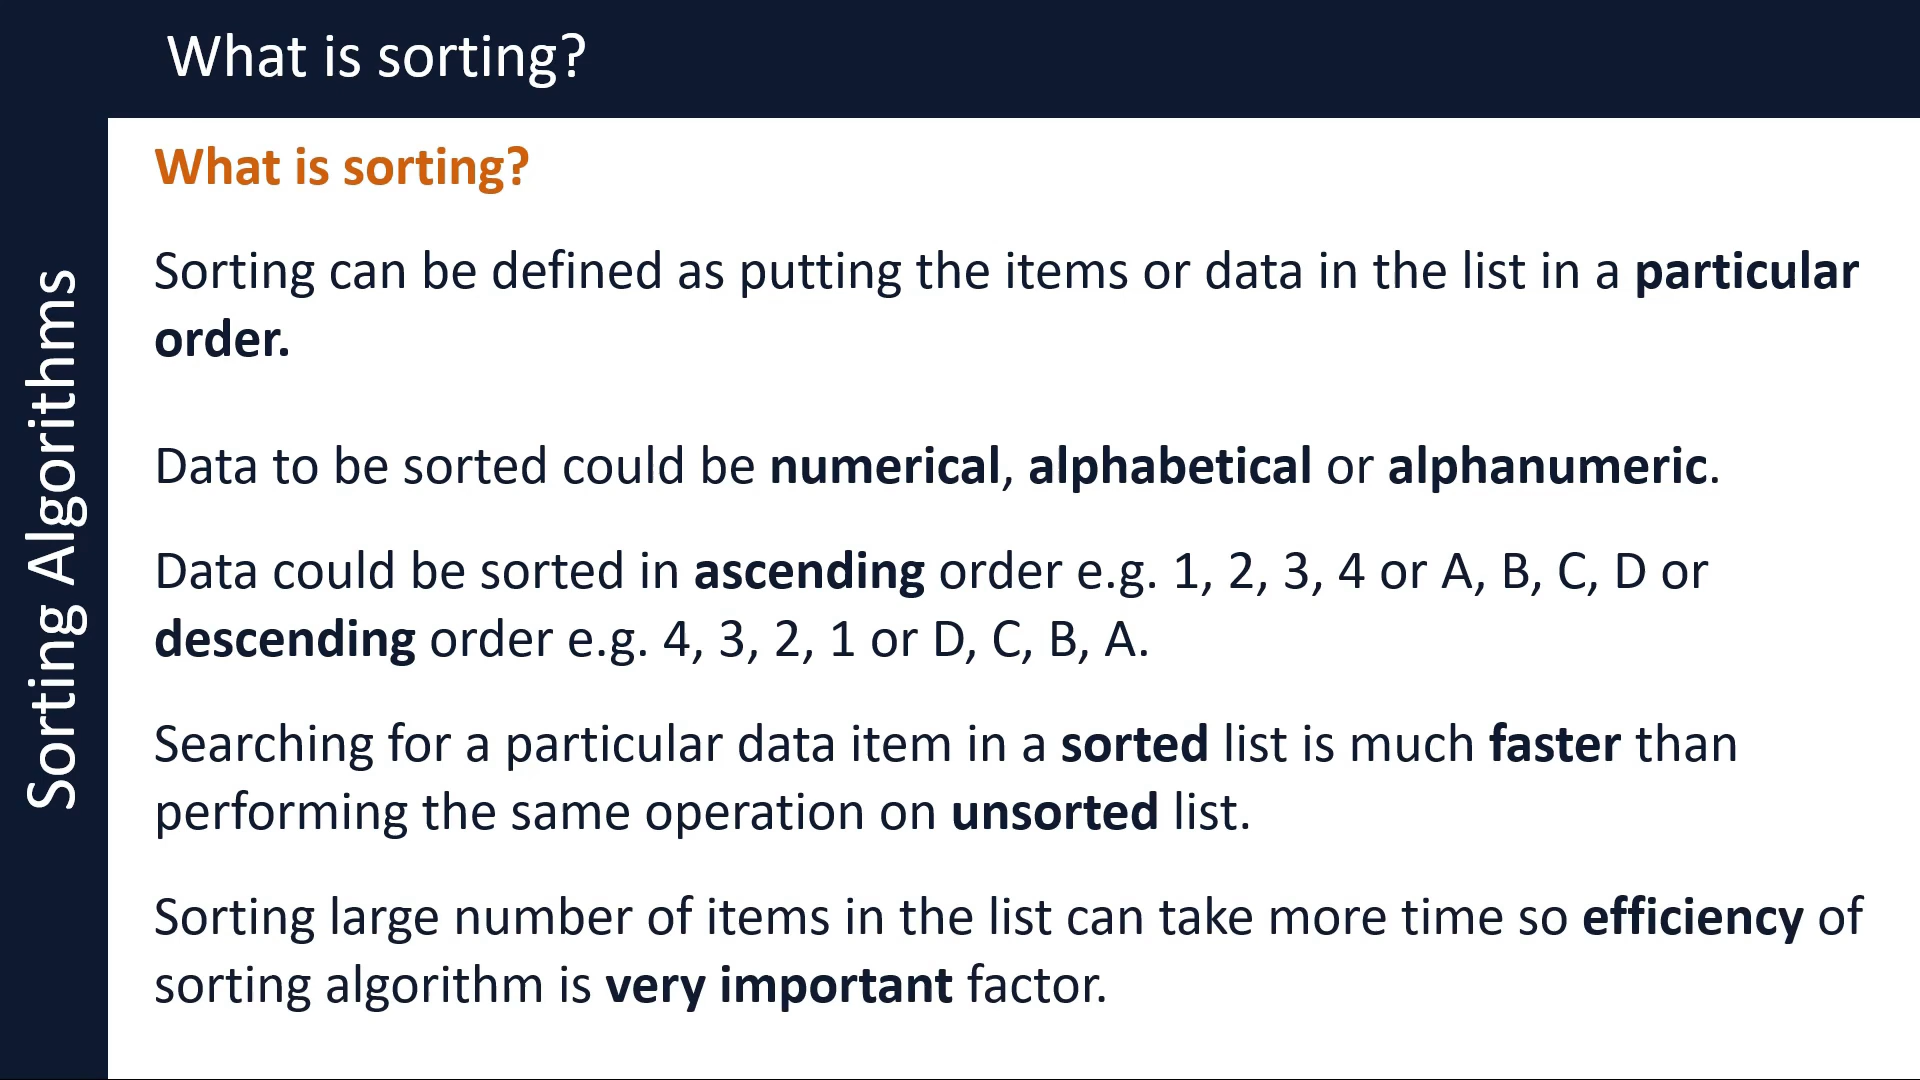 What is sorting?
Sorting Algorithms
What is sorting?
Sorting can be defined as putting the items or data in the list in a particular
order.
Data to be sorted could be numerical, alphabetical or alphanumeric.
Data could be sorted in ascending order e.g. 1, 2, 3, 4 or A, B, C, D or
descending order e.g. 4, 3, 2, 1 or D, C, B, A.
Searching for a particular data item in a sorted list is much faster than
performing the same operation on unsorted list.
Sorting large number of items in the list can take more time so efficiency of
sorting algorithm is very important factor.